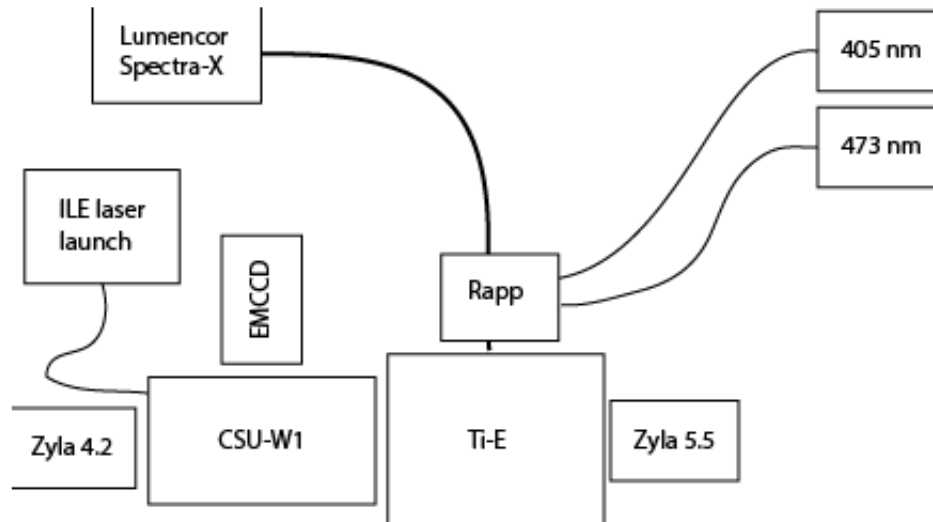 Lumencor
Spectra-X
405 nm
473 nm
ILE laser
launch
EMCCD
Rapp
Zyla 4.2
CSU-W1
Ti-E
Zyla 5.5